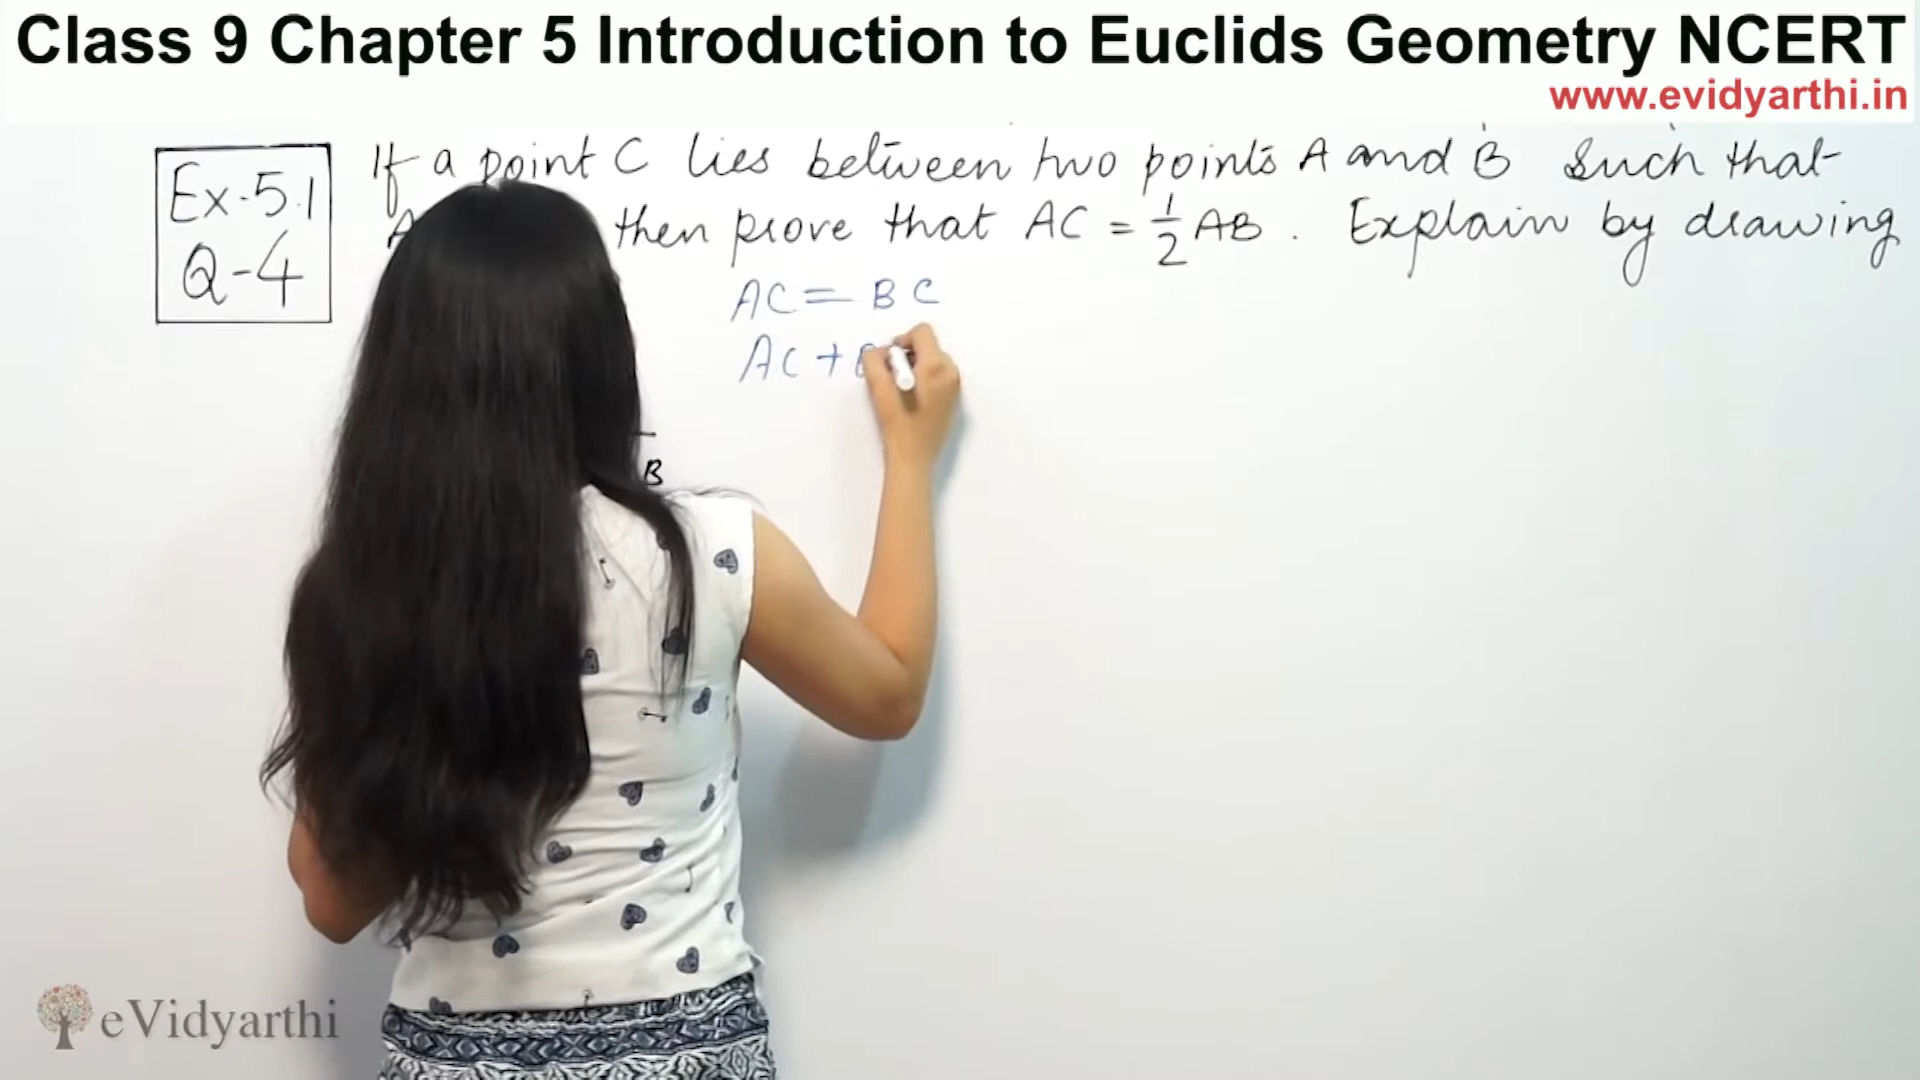 Class 9 Chapter 5 Introduction to Euclids Geometry NCERT
www.evidyarthi.in
Ex.5.1
Q-4
If a point C lies between two points A and B such that
then prove that AC = 1/2 AB. Explain by drawing
AC = BC
AC +
B
eVidyarthi